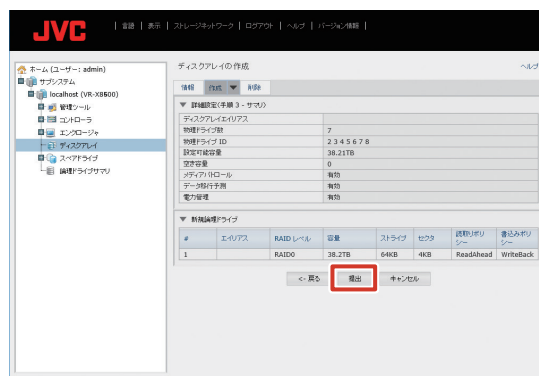 JVC
| 言語 | 表示 | ストレージネットワーク | ログアウト | ヘルプ | バージョン情報 |
ホーム (ユーザー: admin)
サブシステム
localhost (VR-X8600)
管理ツール
コントローラ
エンクロージャ
ディスクアレイ
スペアドライブ
論理ドライブサマリ
ディスクアレイの作成
ヘルプ
情報 作成 ▼ 削除
▼ 詳細設定(手順 3 - サマリ)
ディスクアレイエイリアス
物理ドライブ数 7
物理ドライブ ID 2 3 4 5 6 7 8
設定可能容量 38.21TB
空き容量 0
メディアパトロール 有効
データ移行予測 有効
電力管理 有効
▼ 新規論理ドライブ
# エイリアス RAID レベル 容量 ストライプ セクタ 読取りポリシー 書込みポリシー
1 RAID0 38.2TB 64KB 4KB ReadAhead WriteBack
<- 戻る 提出 キャンセル